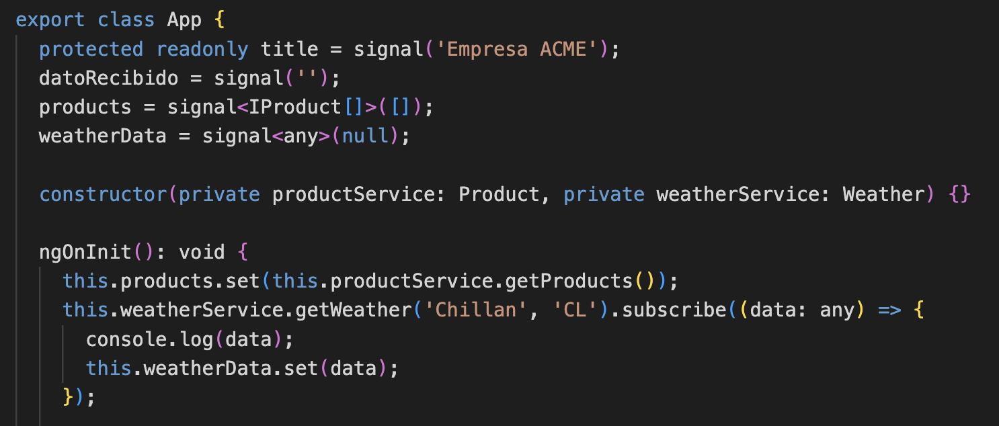 export class App {
protected readonly title = signal('Empresa ACME');
datoRecibido = signal('');
products = signal<IProduct[]>([]);
weatherData = signal<any>(null);
constructor(private productService: Product, private weatherService: Weather) {}
ngOnInit(): void {
this.products.set(this.productService.getProducts());
this.weatherService.getWeather('Chillan', 'CL').subscribe((data: any) => {
console.log(data);
this.weatherData.set(data);
});